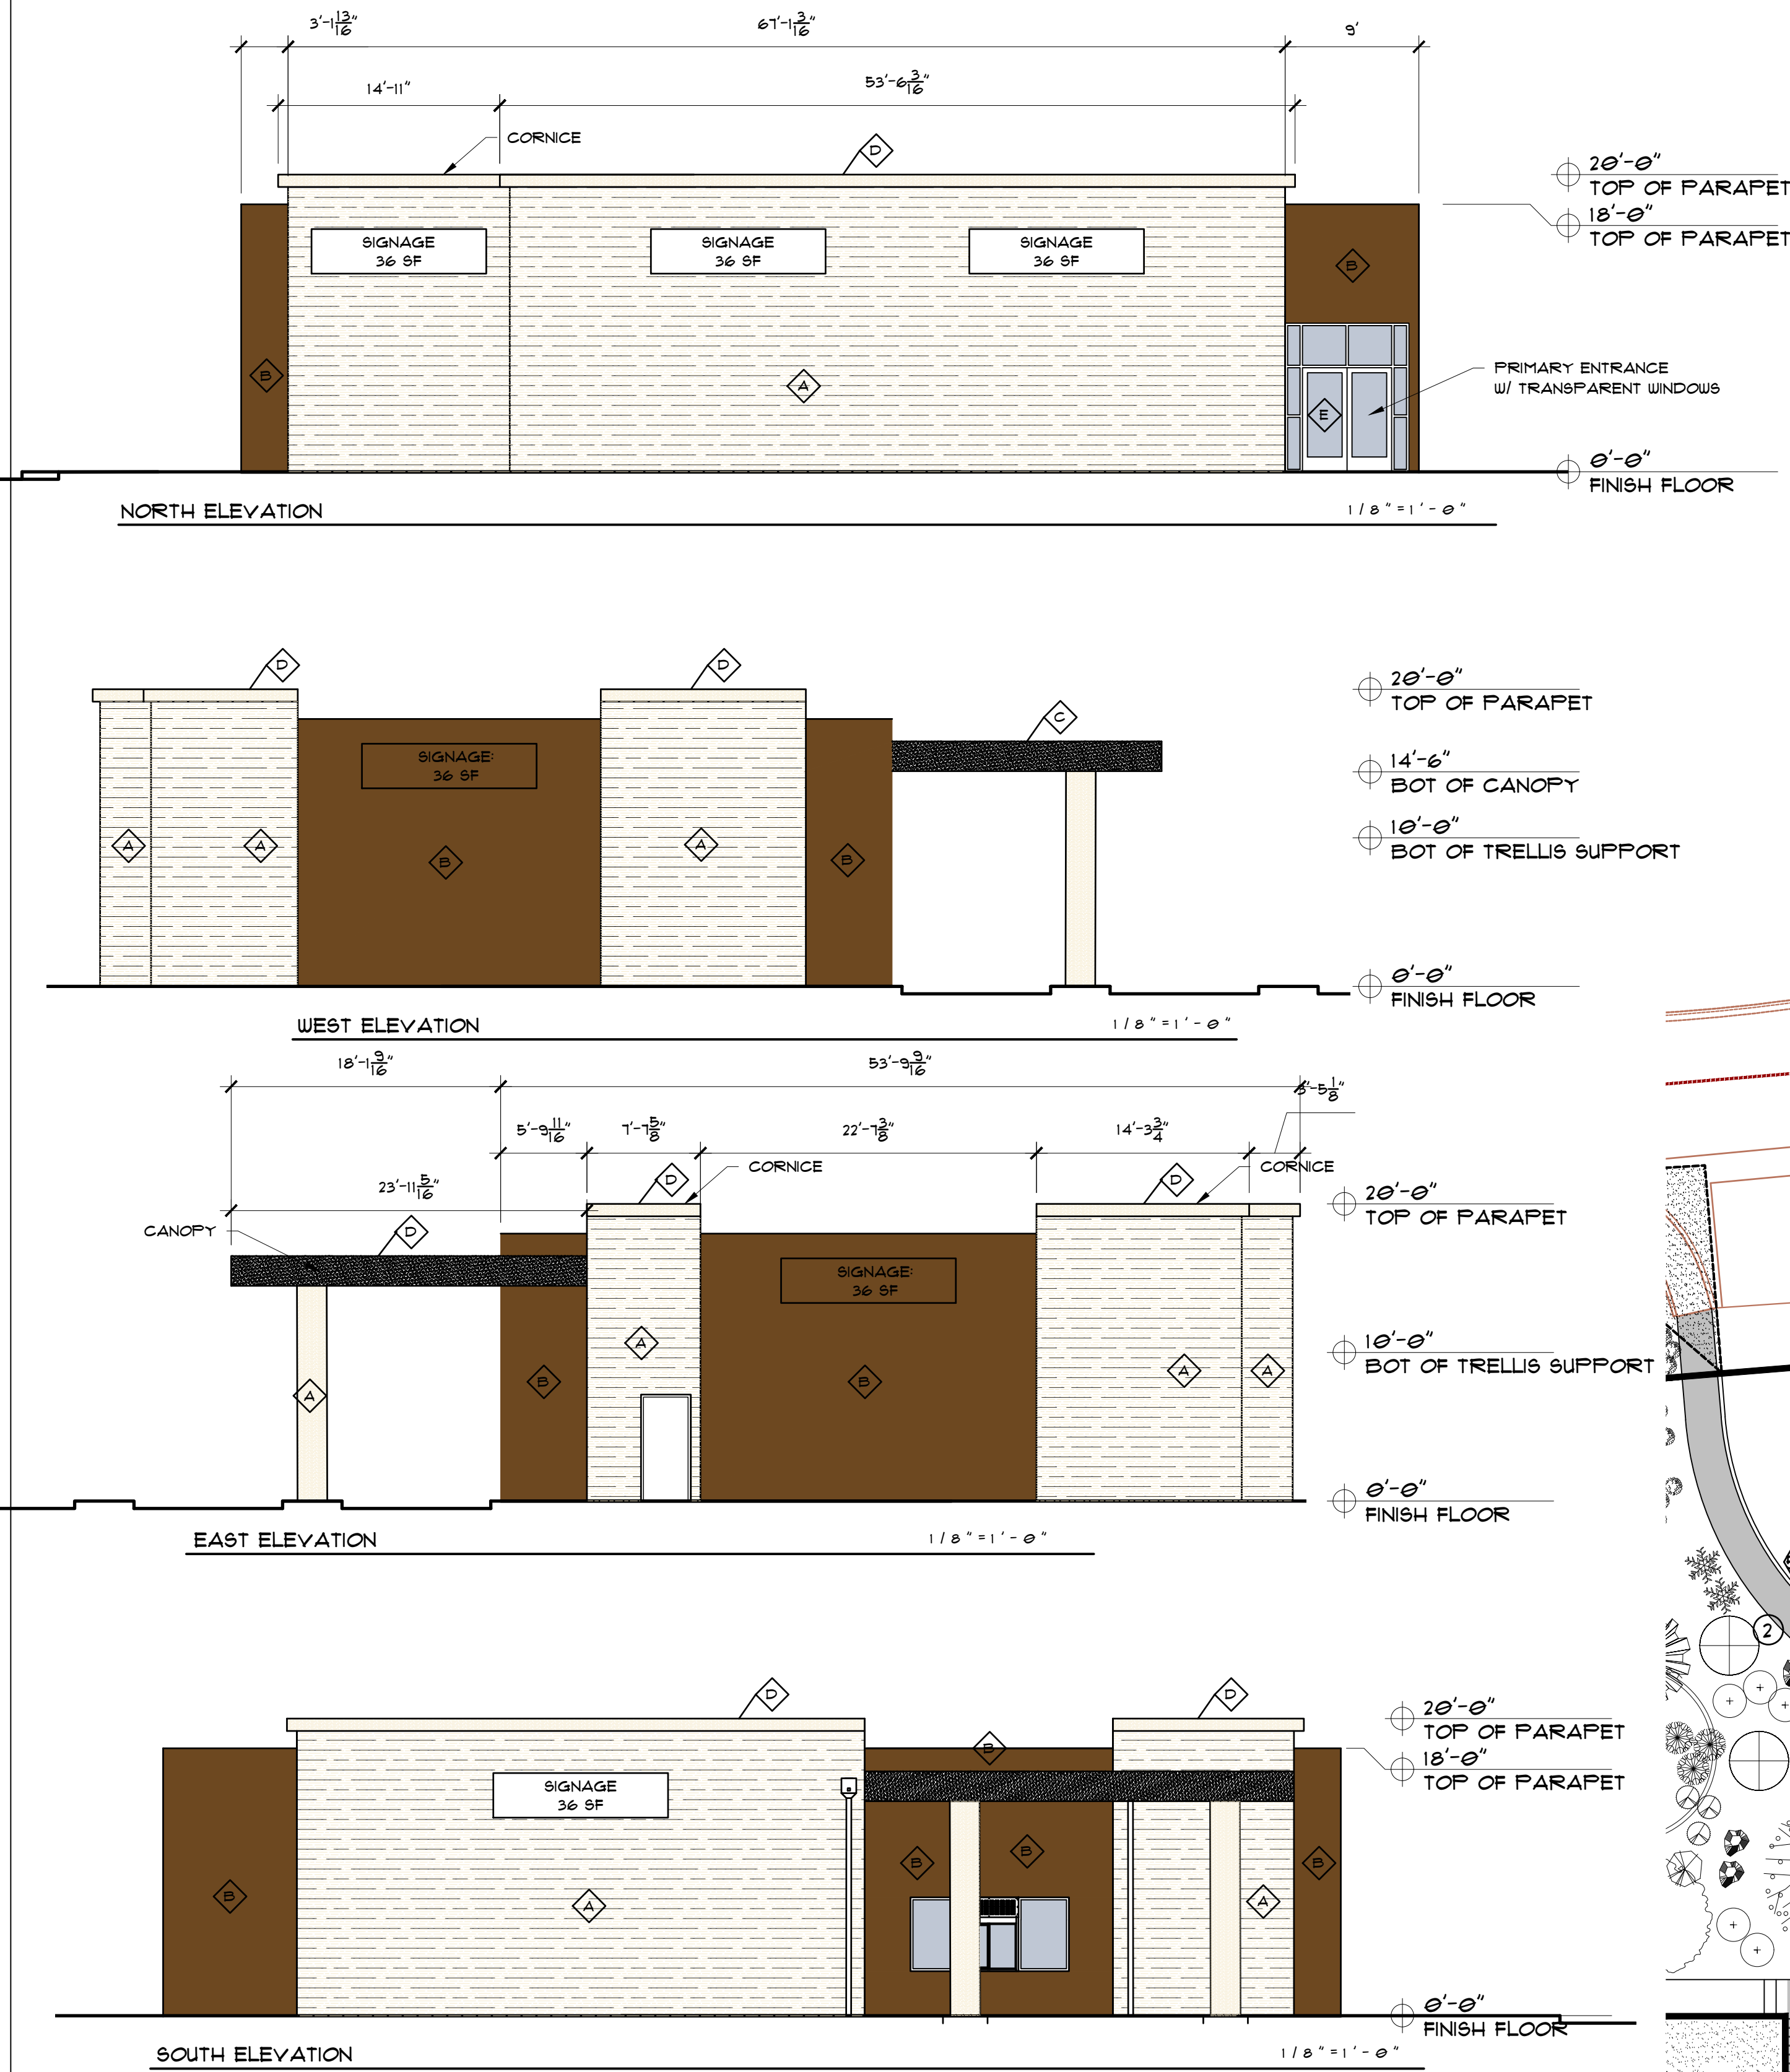 3'-1 13/16" 67'-1 3/16" 9'
14'-11" 53'-6 3/16"
CORNICE
D
20'-0"
TOP OF PARAPET
18'-0"
TOP OF PARAPET
SIGNAGE
36 SF
SIGNAGE
36 SF
SIGNAGE
36 SF
B
B
A
E
PRIMARY ENTRANCE
W/ TRANSPARENT WINDOWS
0'-0"
FINISH FLOOR
NORTH ELEVATION 1/8"=1'-0"
D
D
C
20'-0"
TOP OF PARAPET
SIGNAGE:
36 SF
14'-6"
BOT OF CANOPY
10'-0"
BOT OF TRELLIS SUPPORT
A
A
B
A
B
0'-0"
FINISH FLOOR
WEST ELEVATION 1/8"=1'-0"
18'-1 9/16" 53'-9 9/16"
5'-9 11/16" 7'-7 5/8" 22'-7 3/8" 14'-3 3/4" 3'-5 1/8"
CORNICE
CORNICE
23'-11 5/16"
D
D
CANOPY
D
20'-0"
TOP OF PARAPET
SIGNAGE:
36 SF
10'-0"
BOT OF TRELLIS SUPPORT
A
B
A
B
A
A
0'-0"
FINISH FLOOR
EAST ELEVATION 1/8"=1'-0"
2
D
D
B
20'-0"
TOP OF PARAPET
18'-0"
TOP OF PARAPET
SIGNAGE
36 SF
B
A
B
B
A
B
0'-0"
FINISH FLOOR
SOUTH ELEVATION 1/8"=1'-0"